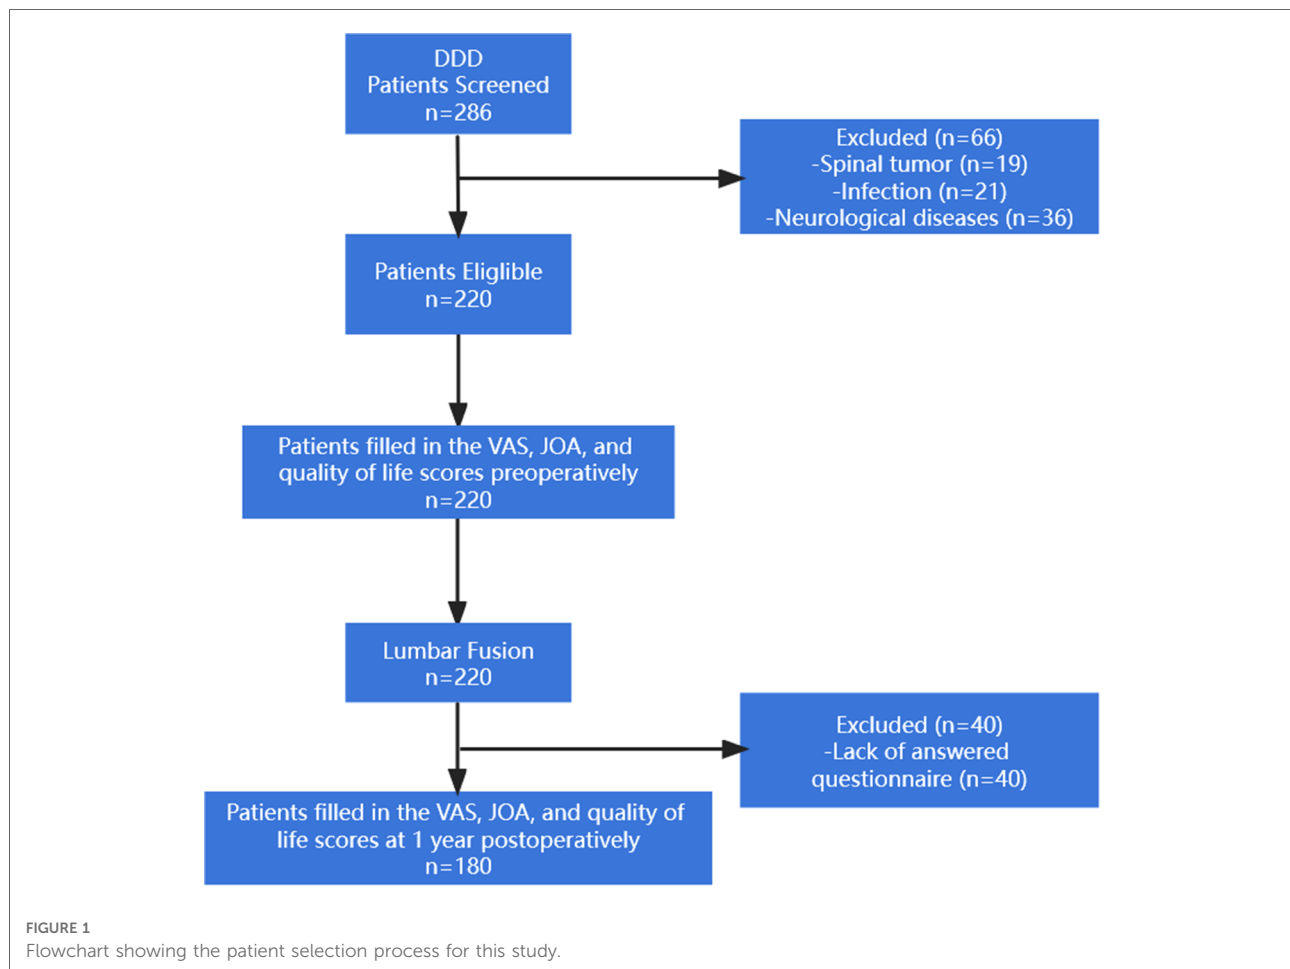 DDD
Patients Screened
n=286
Excluded (n=66)
-Spinal tumor (n=19)
-Infection (n=21)
-Neurological diseases (n=36)
Patients Eliglible
n=220
Patients filled in the VAS, JOA, and
quality of life scores preoperatively
n=220
Lumbar Fusion
n=220
Excluded (n=40)
-Lack of answered
questionnaire (n=40)
Patients filled in the VAS, JOA, and quality of
life scores at 1 year postoperatively
n=180
FIGURE 1
Flowchart showing the patient selection process for this study.